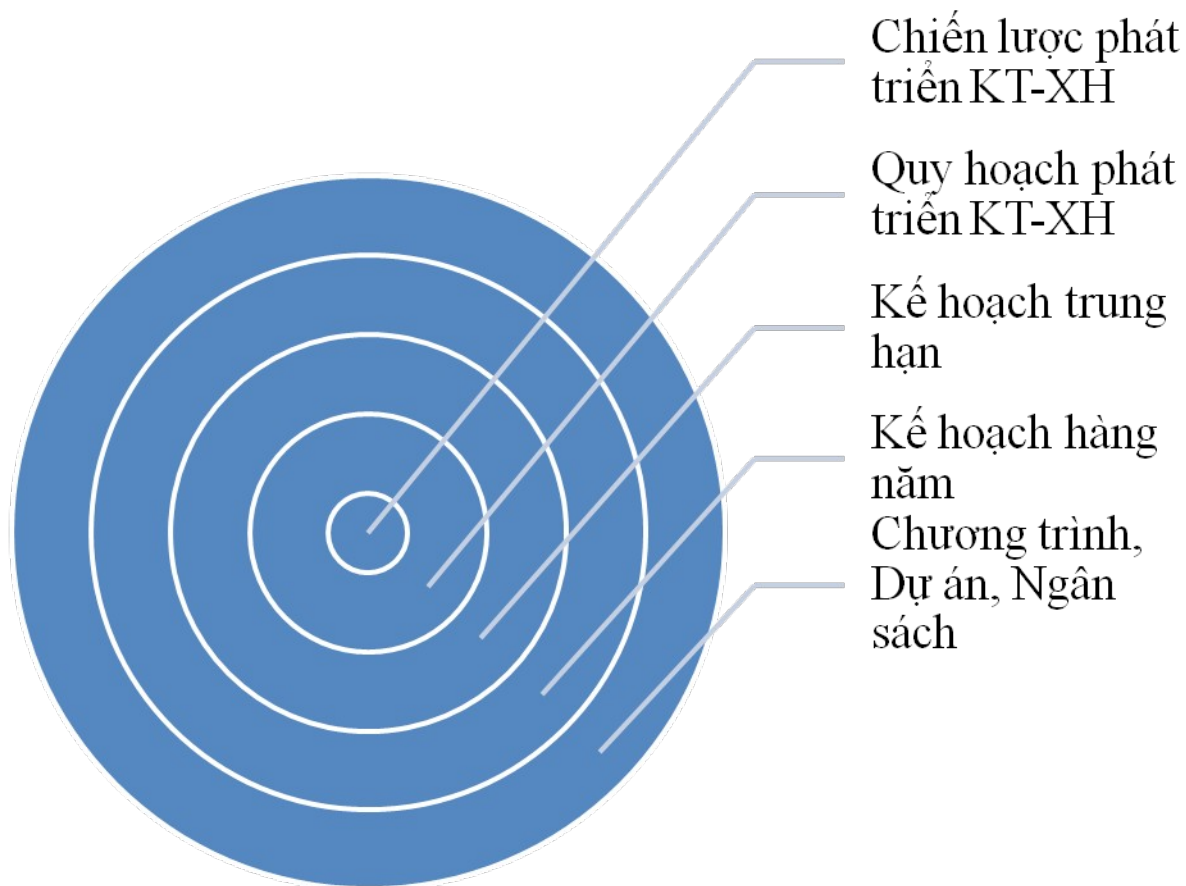 Chiến lược phát
triển KT-XH
Quy hoạch phát
triển KT-XH
Kế hoạch trung
hạn
Kế hoạch hàng
năm
Chương trình,
Dự án, Ngân
sách